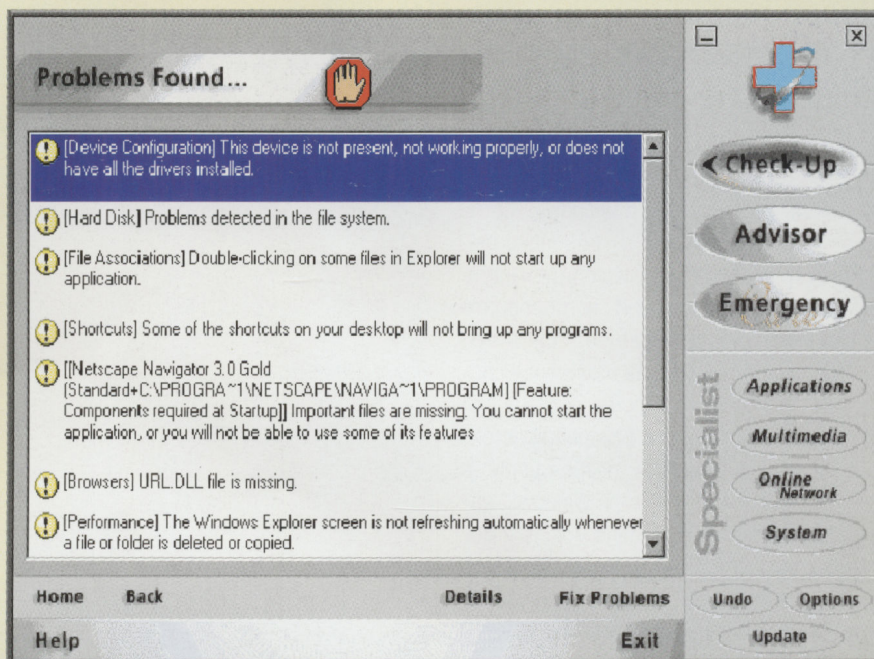 Problems Found...
[Device Configuration] This device is not present, not working properly, or does not
have all the drivers installed.
[Hard Disk] Problems detected in the file system.
[File Associations] Double-clicking on some files in Explorer will not start up any
application.
[Shortcuts] Some of the shortcuts on your desktop will not bring up any programs.
[[Netscape Navigator 3.0 Gold
(Standard+C:\PROGRA~1\NETSCAPE\NAVIGA~1\PROGRAM] [Feature:
Components required at Startup]] Important files are missing. You cannot start the
application, or you will not be able to use some of its features
[Browsers] URL.DLL file is missing.
[Performance] The Windows Explorer screen is not refreshing automatically whenever
a file or folder is deleted or copied.
Home Back Details Fix Problems
Help Exit
Check-Up
Advisor
Emergency
Specialist
Applications
Multimedia
Online
Network
System
Undo Options
Update